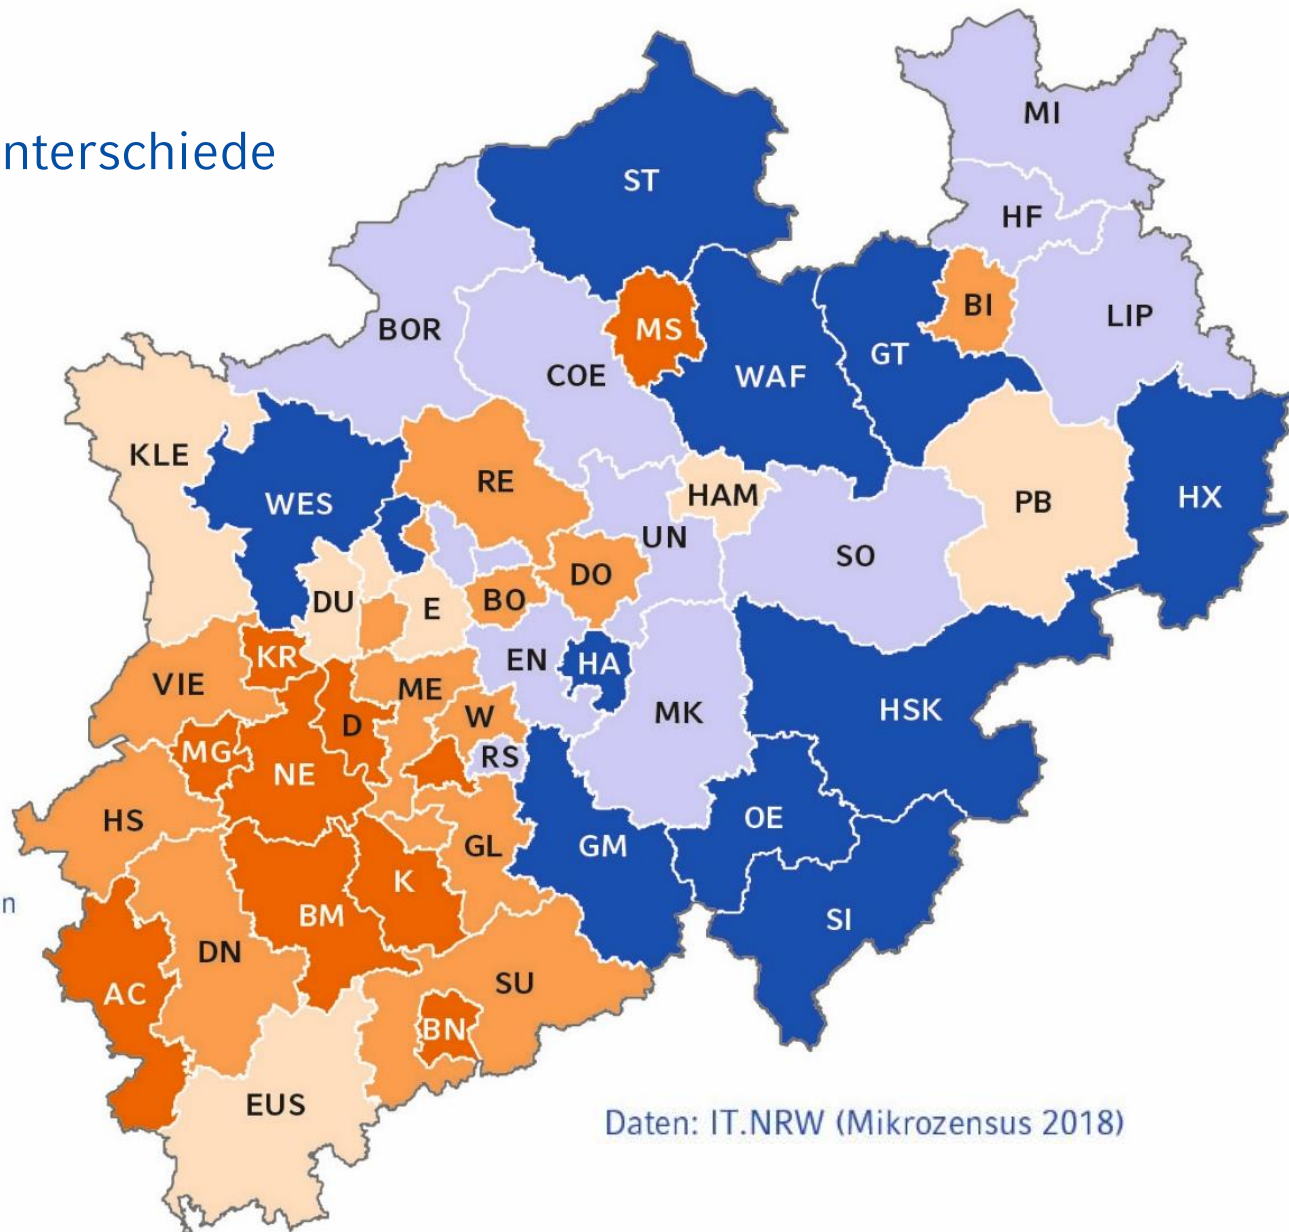 nterschiede
MI
ST
HF
BI
LIP
MS
BOR
GT
COE
WAF
KLE
RE
HAM
WES
PB
HX
UN
SO
DO
DU
E
BO
EN
HA
KR
VIE
ME
HSK
MK
W
D
MG
RS
NE
HS
OE
GL
GM
K
n
BM
SI
DN
SU
AC
BN
EUS
Daten: IT.NRW (Mikrozensus 2018)